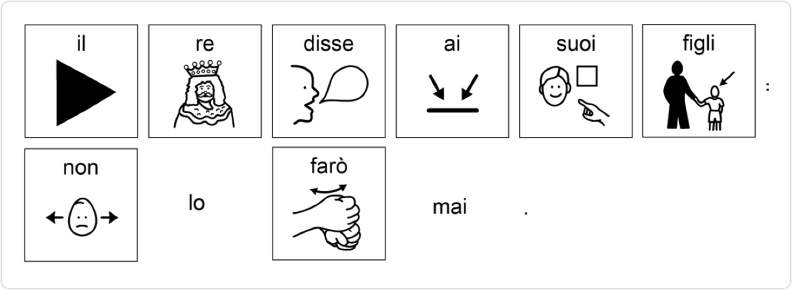 il re disse ai suoi figli :
non lo farò mai .